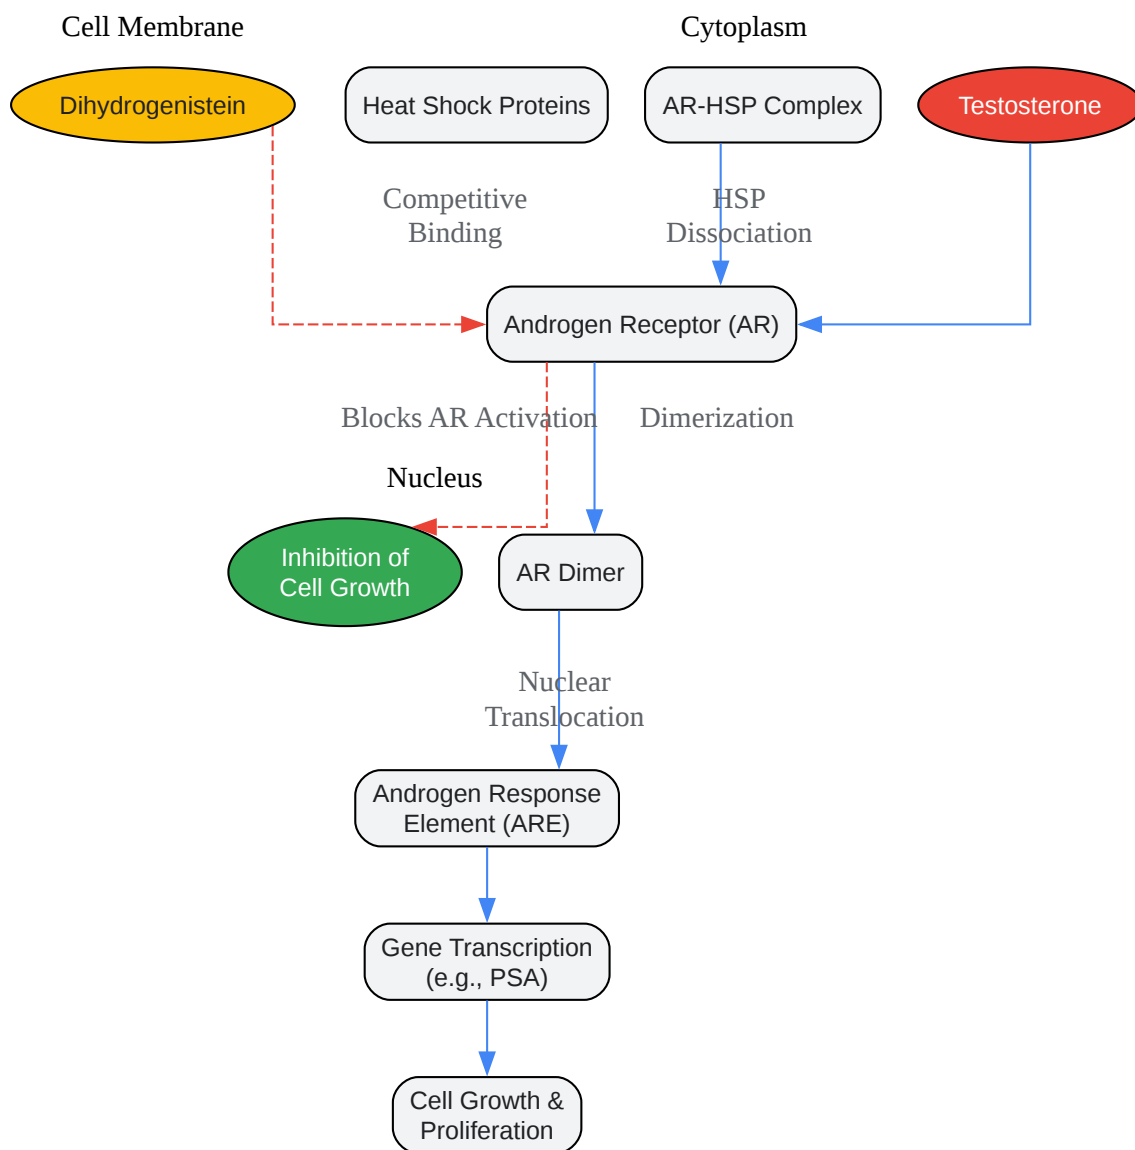 Cell Membrane
Cytoplasm
Dihydrogenistein
Heat Shock Proteins
AR-HSP Complex
Testosterone
Competitive
Binding
HSP
Dissociation
Androgen Receptor (AR)
Blocks AR Activation
Dimerization
Nucleus
Inhibition of
Cell Growth
AR Dimer
Nuclear
Translocation
Androgen Response
Element (ARE)
Gene Transcription
(e.g., PSA)
Cell Growth &
Proliferation